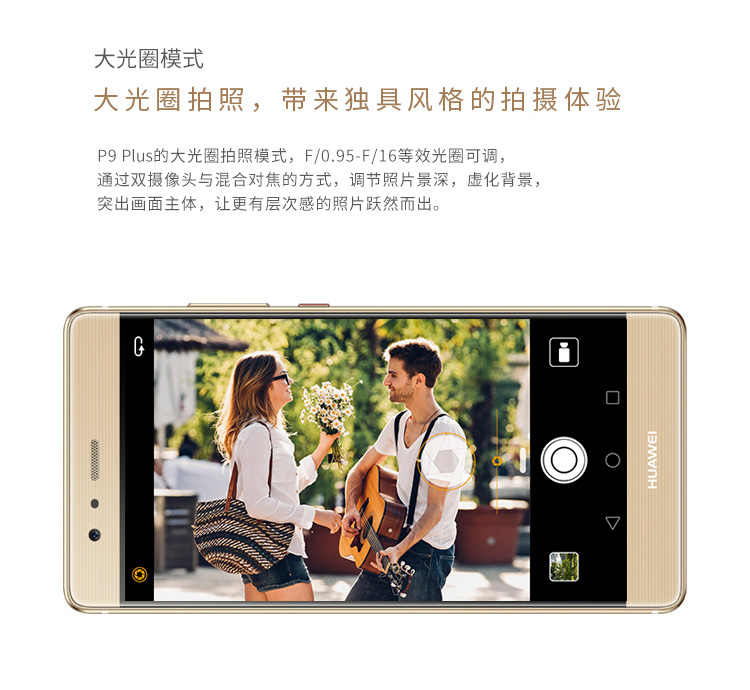 大光圈模式
大光圈拍照，带来独具风格的拍摄体验
P9 Plus的大光圈拍照模式，F/0.95-F/16等效光圈可调，
通过双摄像头与混合对焦的方式，调节照片景深，虚化背景，
突出画面主体，让更有层次感的照片跃然而出。
HUAWEI